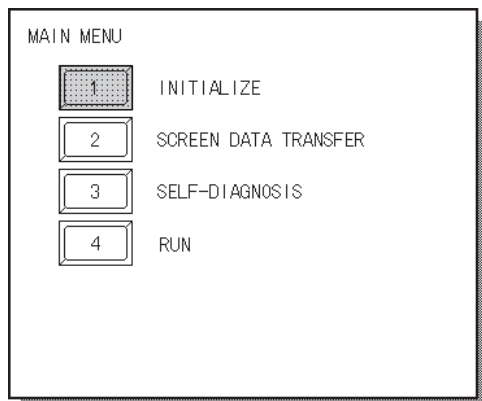 MAIN MENU
1 INITIALIZE
2 SCREEN DATA TRANSFER
3 SELF-DIAGNOSIS
4 RUN